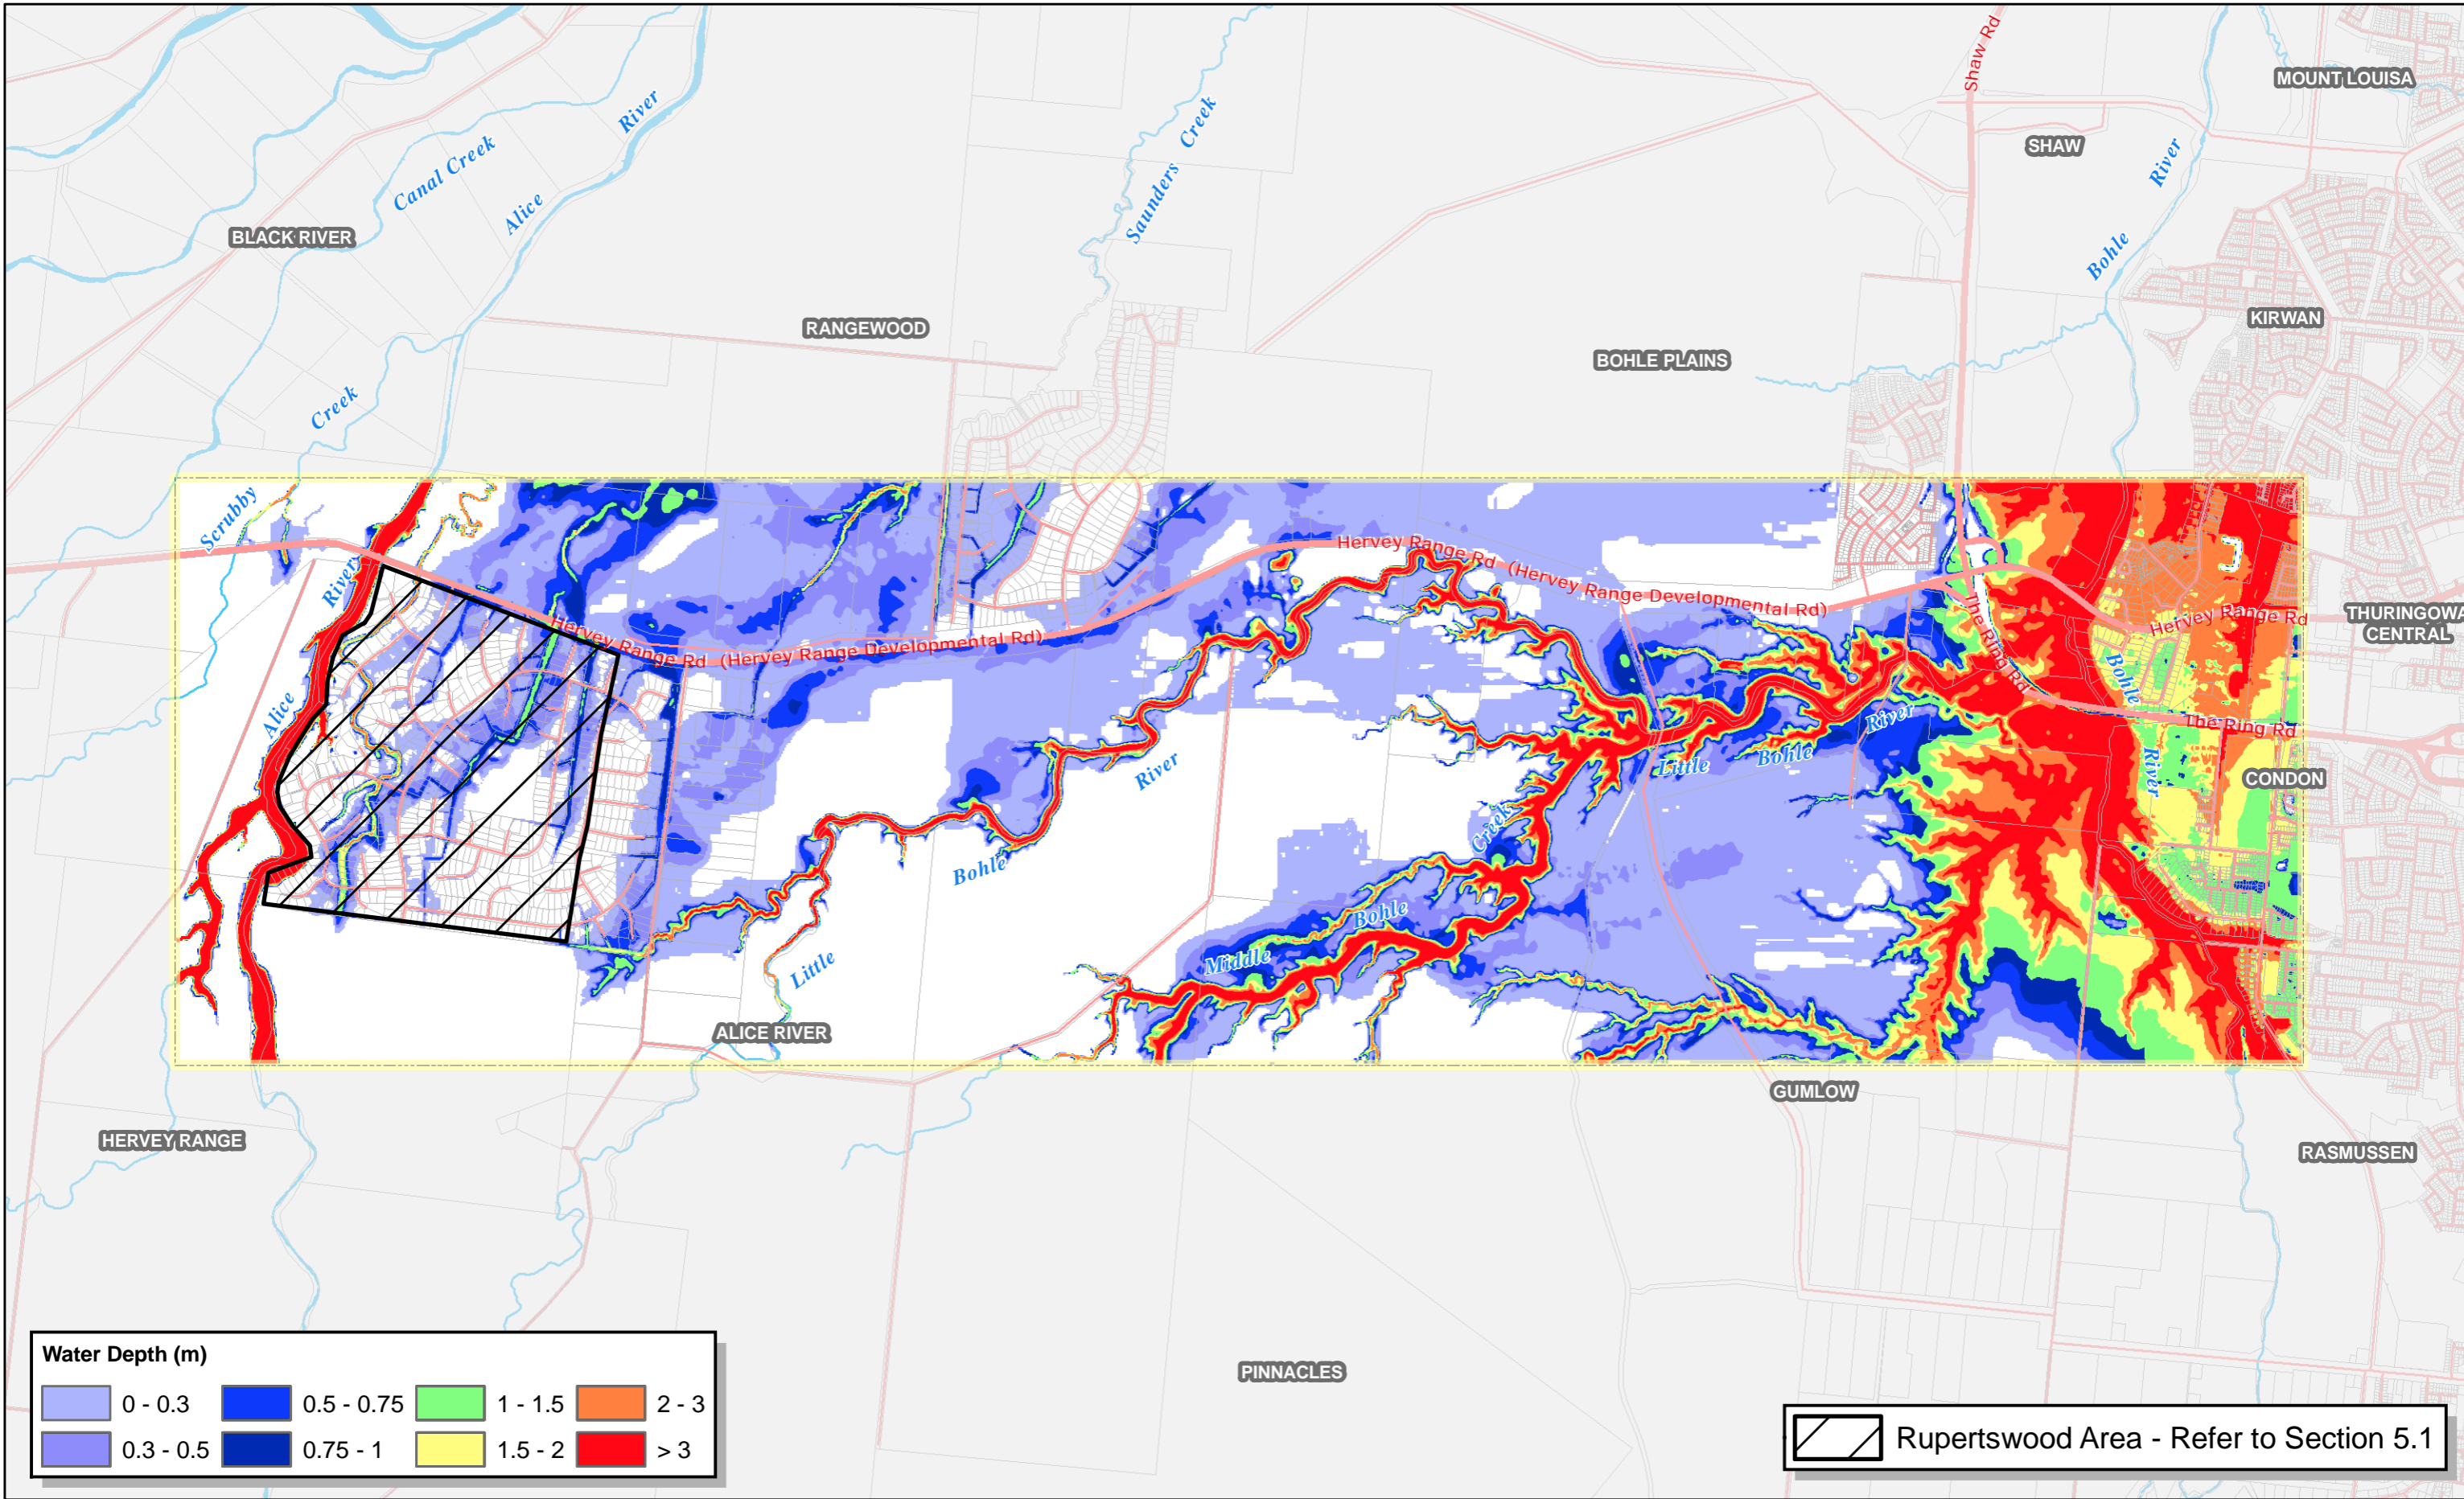 Shaw Rd
MOUNT LOUISA
SHAW
Bohle River
Canal Creek
Alice River
Saunders Creek
BLACK RIVER
RANGEWOOD
BOHLE PLAINS
KIRWAN
Scrubby Creek
Hervey Range Rd (Hervey Range Developmental Rd)
Hervey Range Rd (Hervey Range Developmental Rd)
The Ring Rd
Hervey Range Rd
THURINGOWA
CENTRAL
Alice River
Bohle River
The Ring Rd
CONDON
Little Bohle River
Little Bohle River
Middle Bohle Creek
ALICE RIVER
GUMLOW
HERVEY RANGE
RASMUSSEN
PINNACLES
Water Depth (m)
0 - 0.3
0.5 - 0.75
1 - 1.5
2 - 3
0.3 - 0.5
0.75 - 1
1.5 - 2
> 3
Rupertswood Area - Refer to Section 5.1